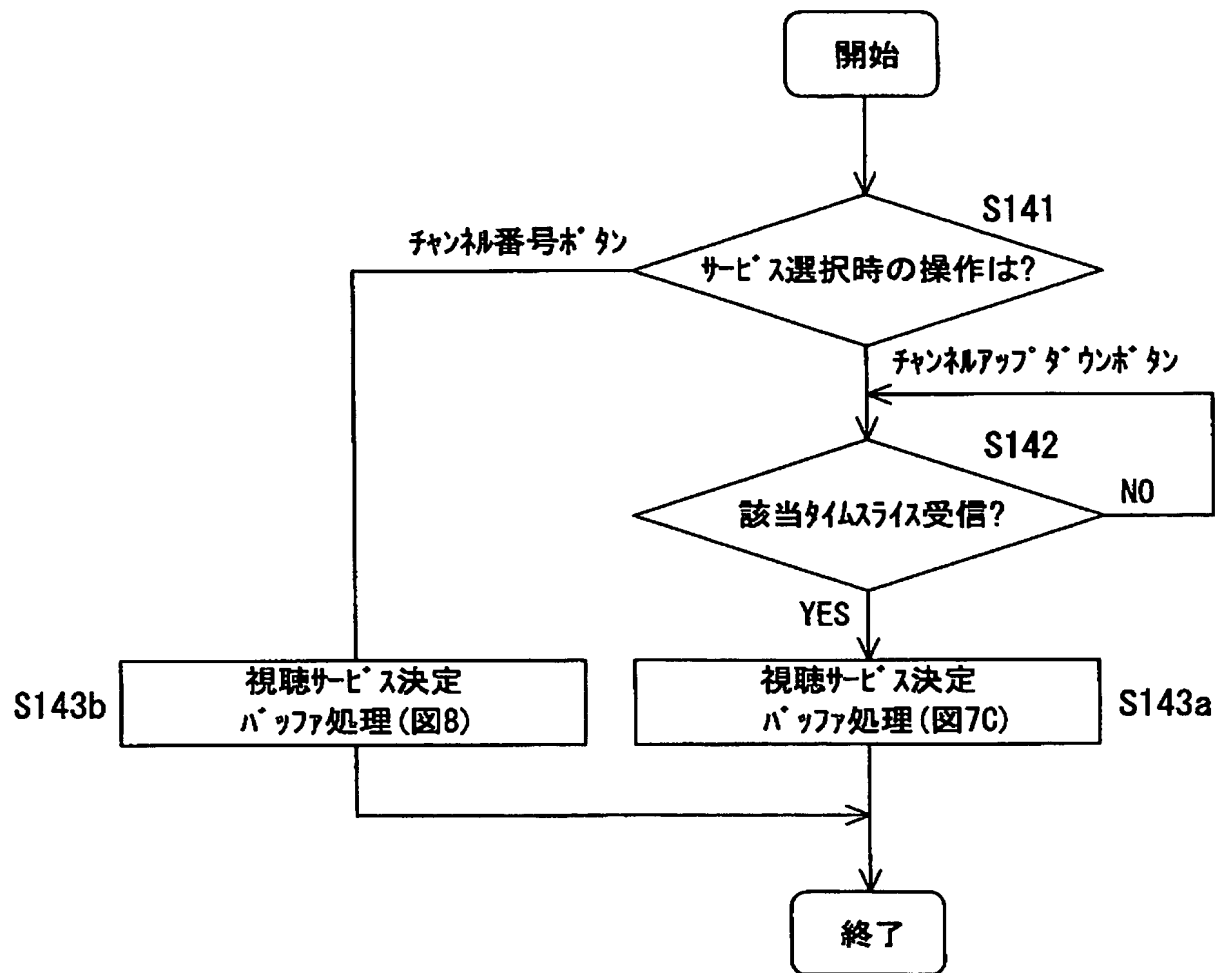 開始
S141
チャンネル番号ボタン
サービス選択時の操作は?
チャンネルアップダウンボタン
S142
該当タイムスライス受信?
NO
YES
S143b
視聴サービス決定
バッファ処理(図8)
視聴サービス決定
バッファ処理(図7C)
S143a
終了